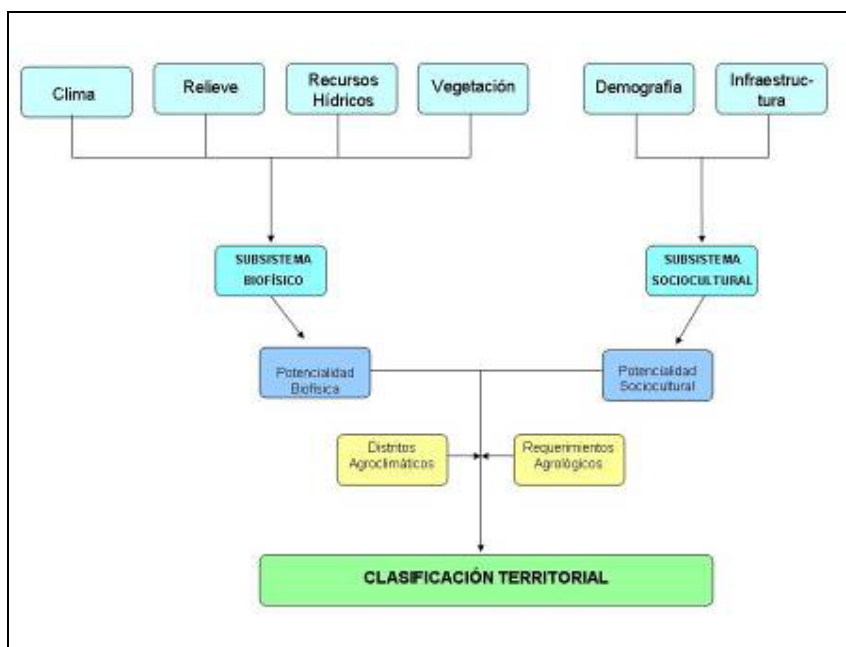 Clima
Relieve
Recursos
Hídricos
Vegetación
Demografía
Infraestruc-
tura
SUBSISTEMA
BIOFÍSICO
SUBSISTEMA
SOCIOCULTURAL
Potencialidad
Biofísica
Potencialidad
Sociocultural
Distritos
Agroclimáticos
Requerimientos
Agrológicos
CLASIFICACIÓN TERRITORIAL